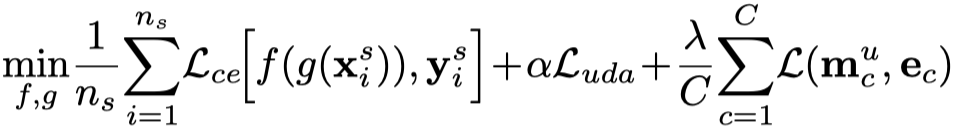 \min_{f,g} \frac{1}{n_s} \sum_{i=1}^{n_s} \mathcal{L}_{ce}\Big[f(g(\mathbf{x}_i^s)), \mathbf{y}_i^s\Big] + \alpha \mathcal{L}_{uda} + \frac{\lambda}{C} \sum_{c=1}^{C} \mathcal{L}(\mathbf{m}_c^u, \mathbf{e}_c)